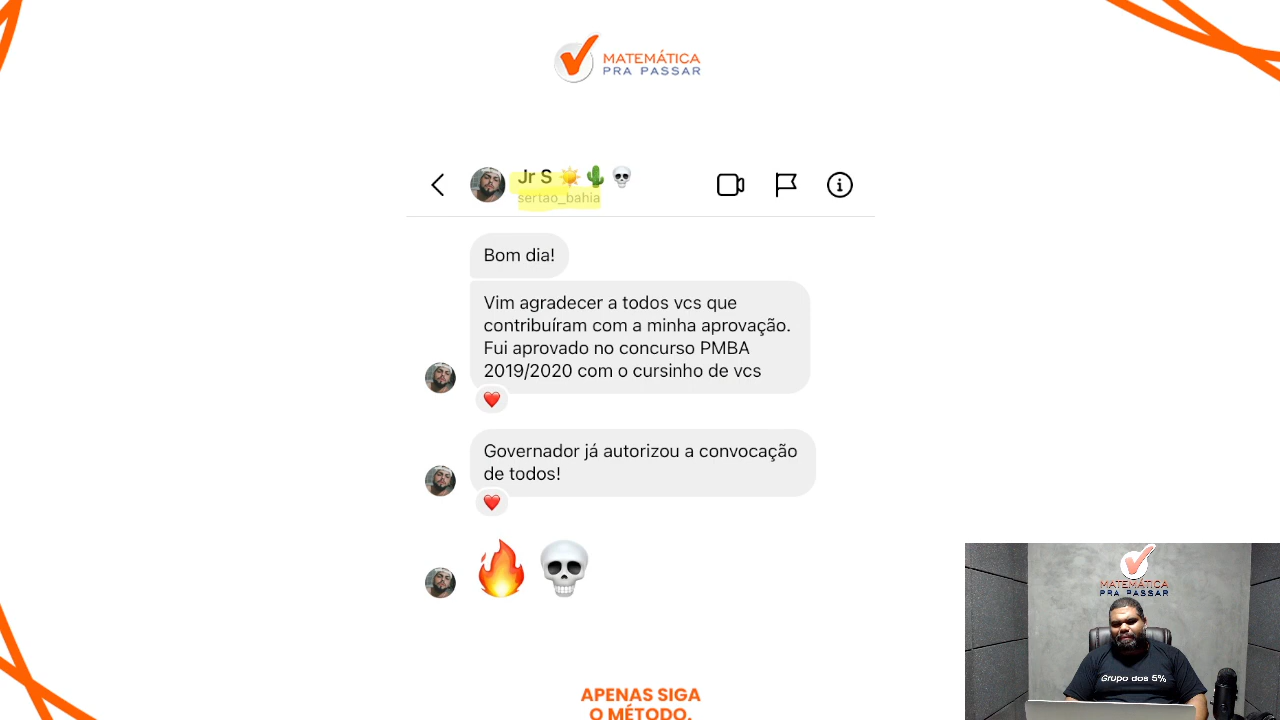 MATEMÁTICA
PRA PASSAR
Jr S
sertao_bahia
Bom dia!
Vim agradecer a todos vcs que
contribuíram com a minha aprovação.
Fui aprovado no concurso PMBA
2019/2020 com o cursinho de vcs
Governador já autorizou a convocação
de todos!
MATEMÁTICA
PRA PASSAR
Grupo dos 5%
APENAS SIGA
O MÉTODO.